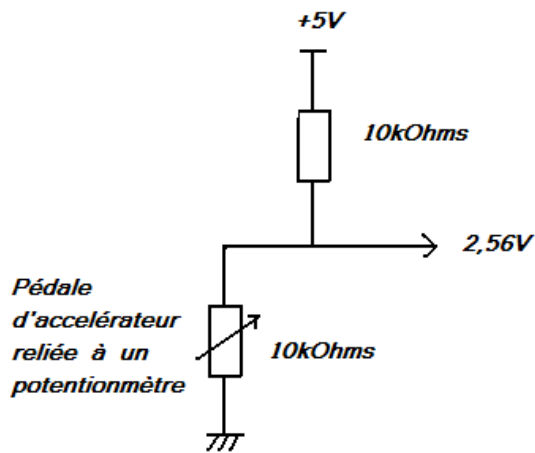 +5V
10kOhms
2,56V
Pédale
d'accelérateur
reliée à un
potentionmètre
10kOhms